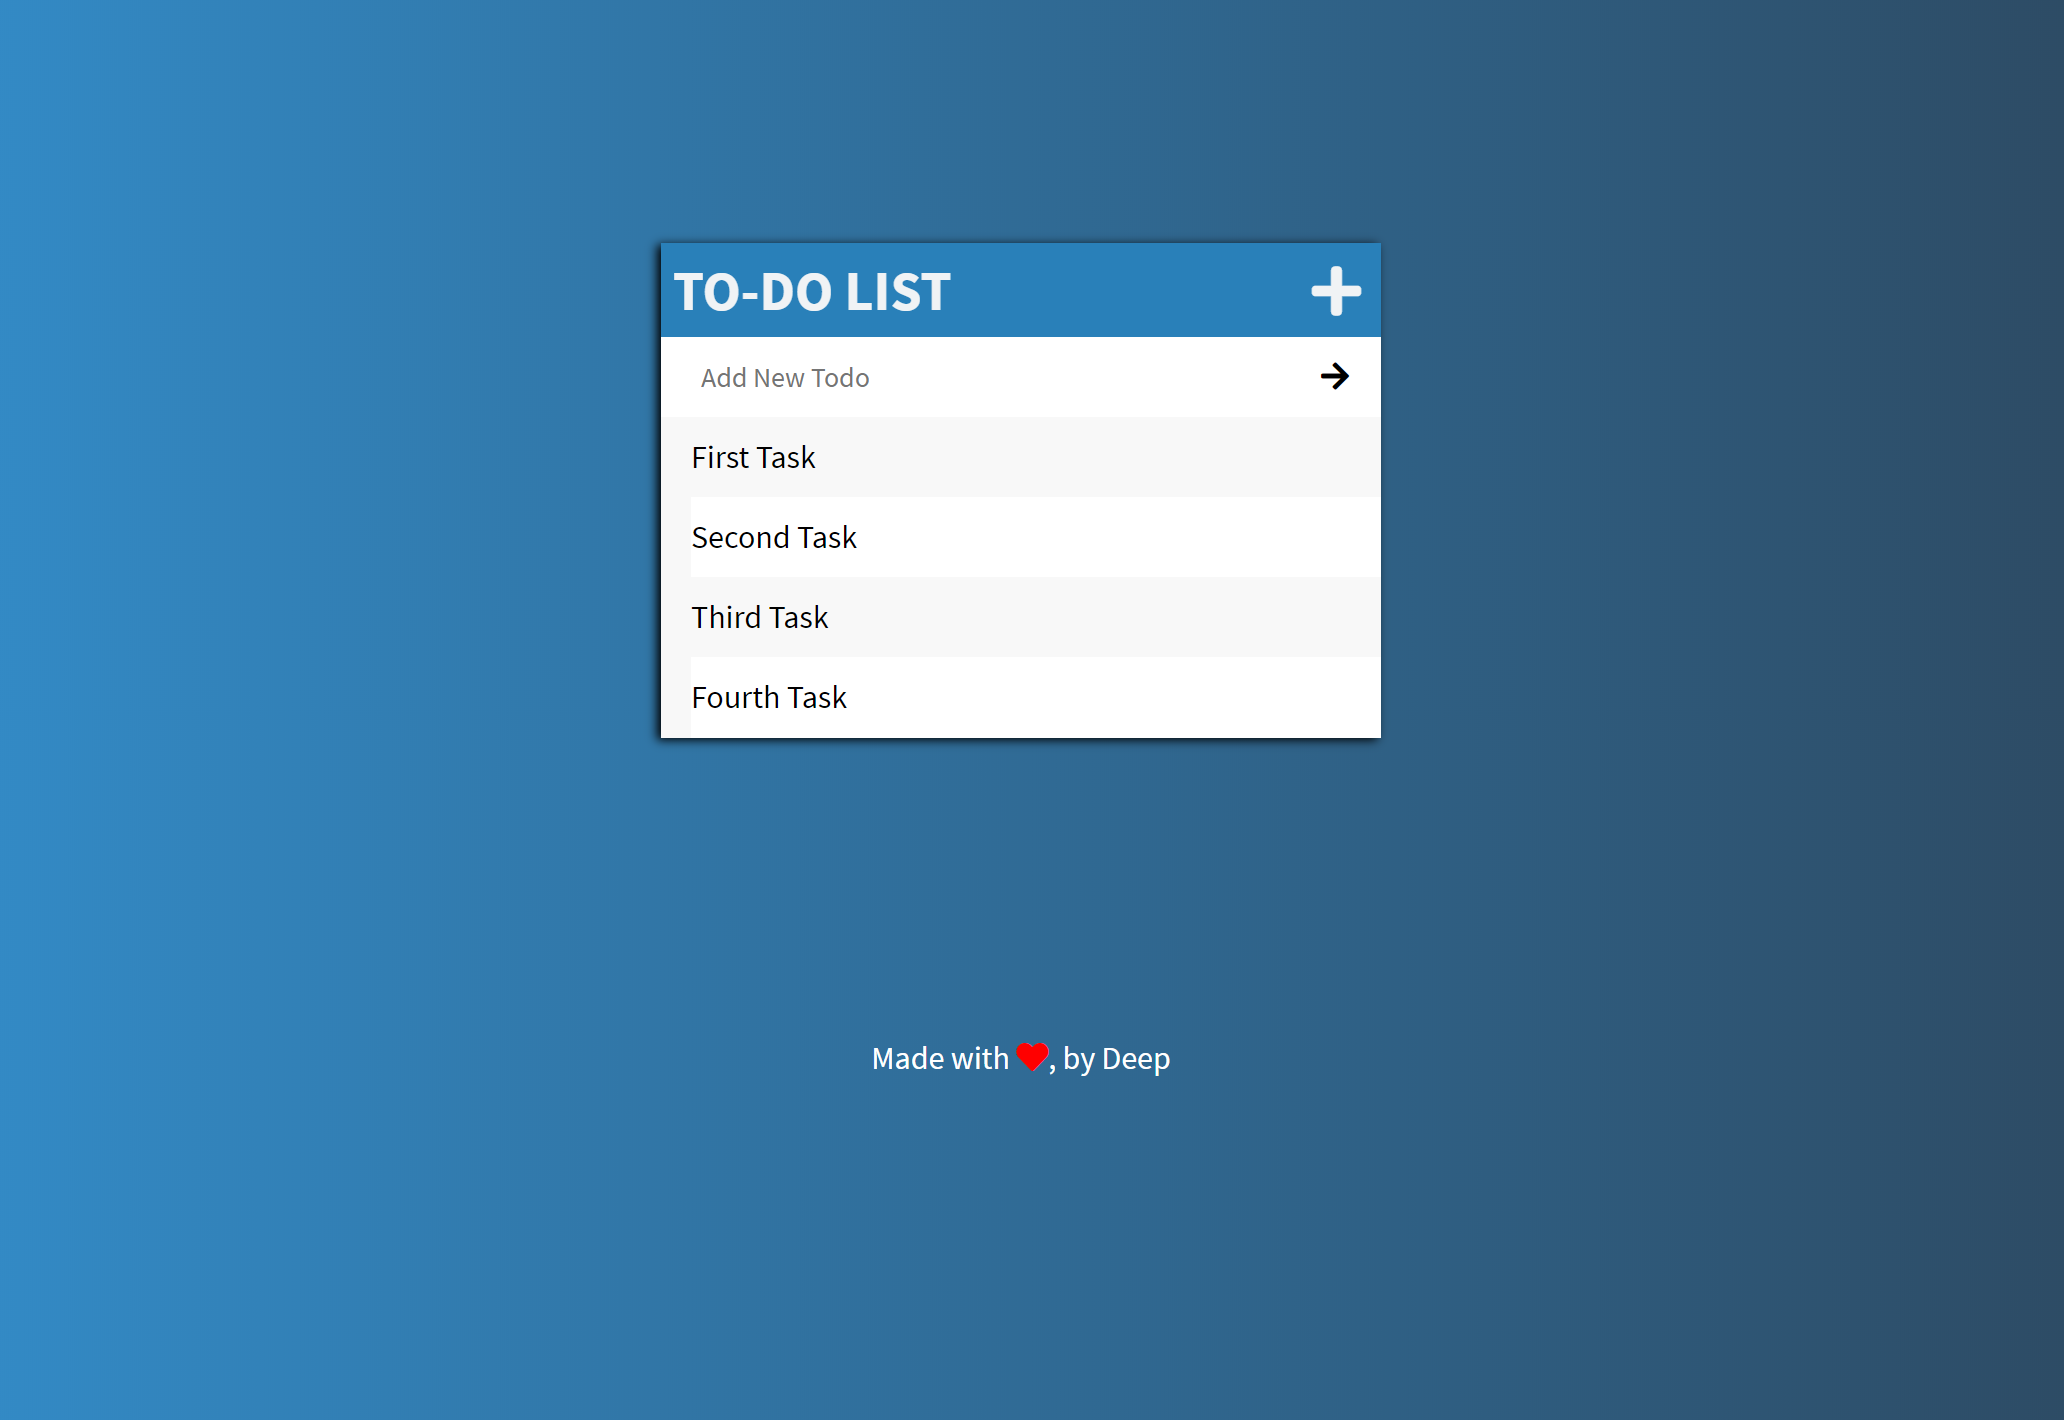 TO-DO LIST
Add New Todo
First Task
Second Task
Third Task
Fourth Task
Made with ❤, by Deep